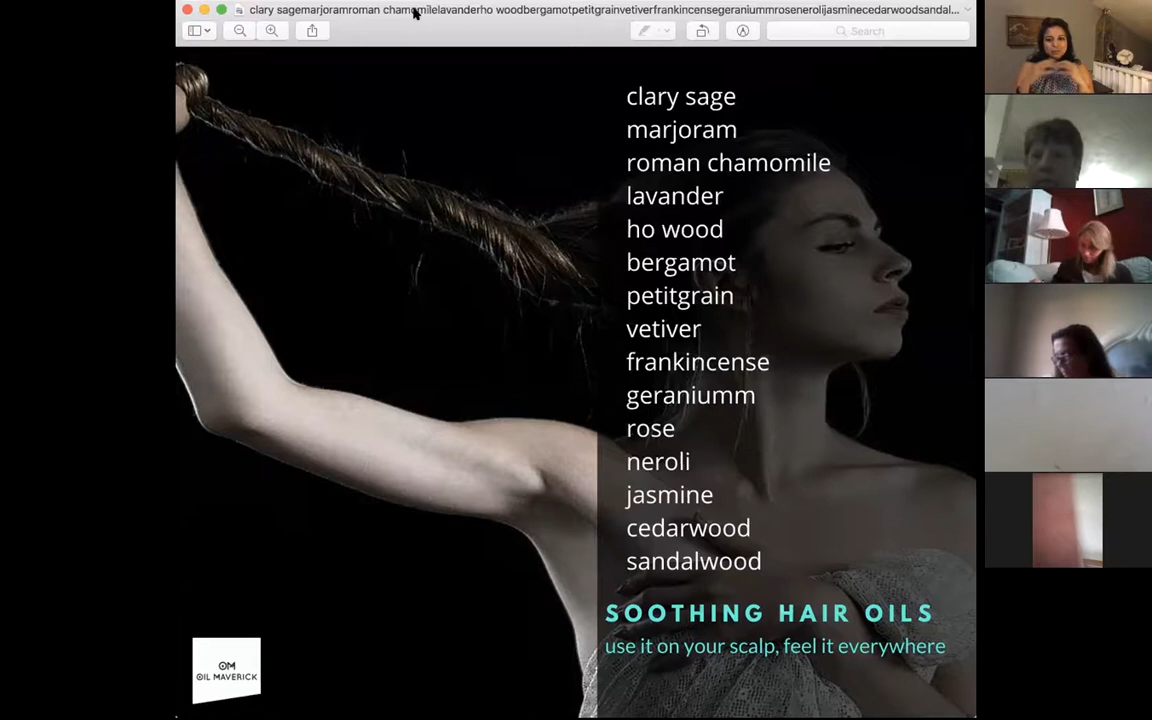 clary sagemarjoramroman chamomilelavanderho woodbergamotpetitgrainvetiverfrankincensegeraniummrosenerolijasminecedarwoodsandal...
Search
clary sage
marjoram
roman chamomile
lavander
ho wood
bergamot
petitgrain
vetiver
frankincense
geraniumm
rose
neroli
jasmine
cedarwood
sandalwood
SOOTHING HAIR OILS
use it on your scalp, feel it everywhere
OM
OIL MAVERICK